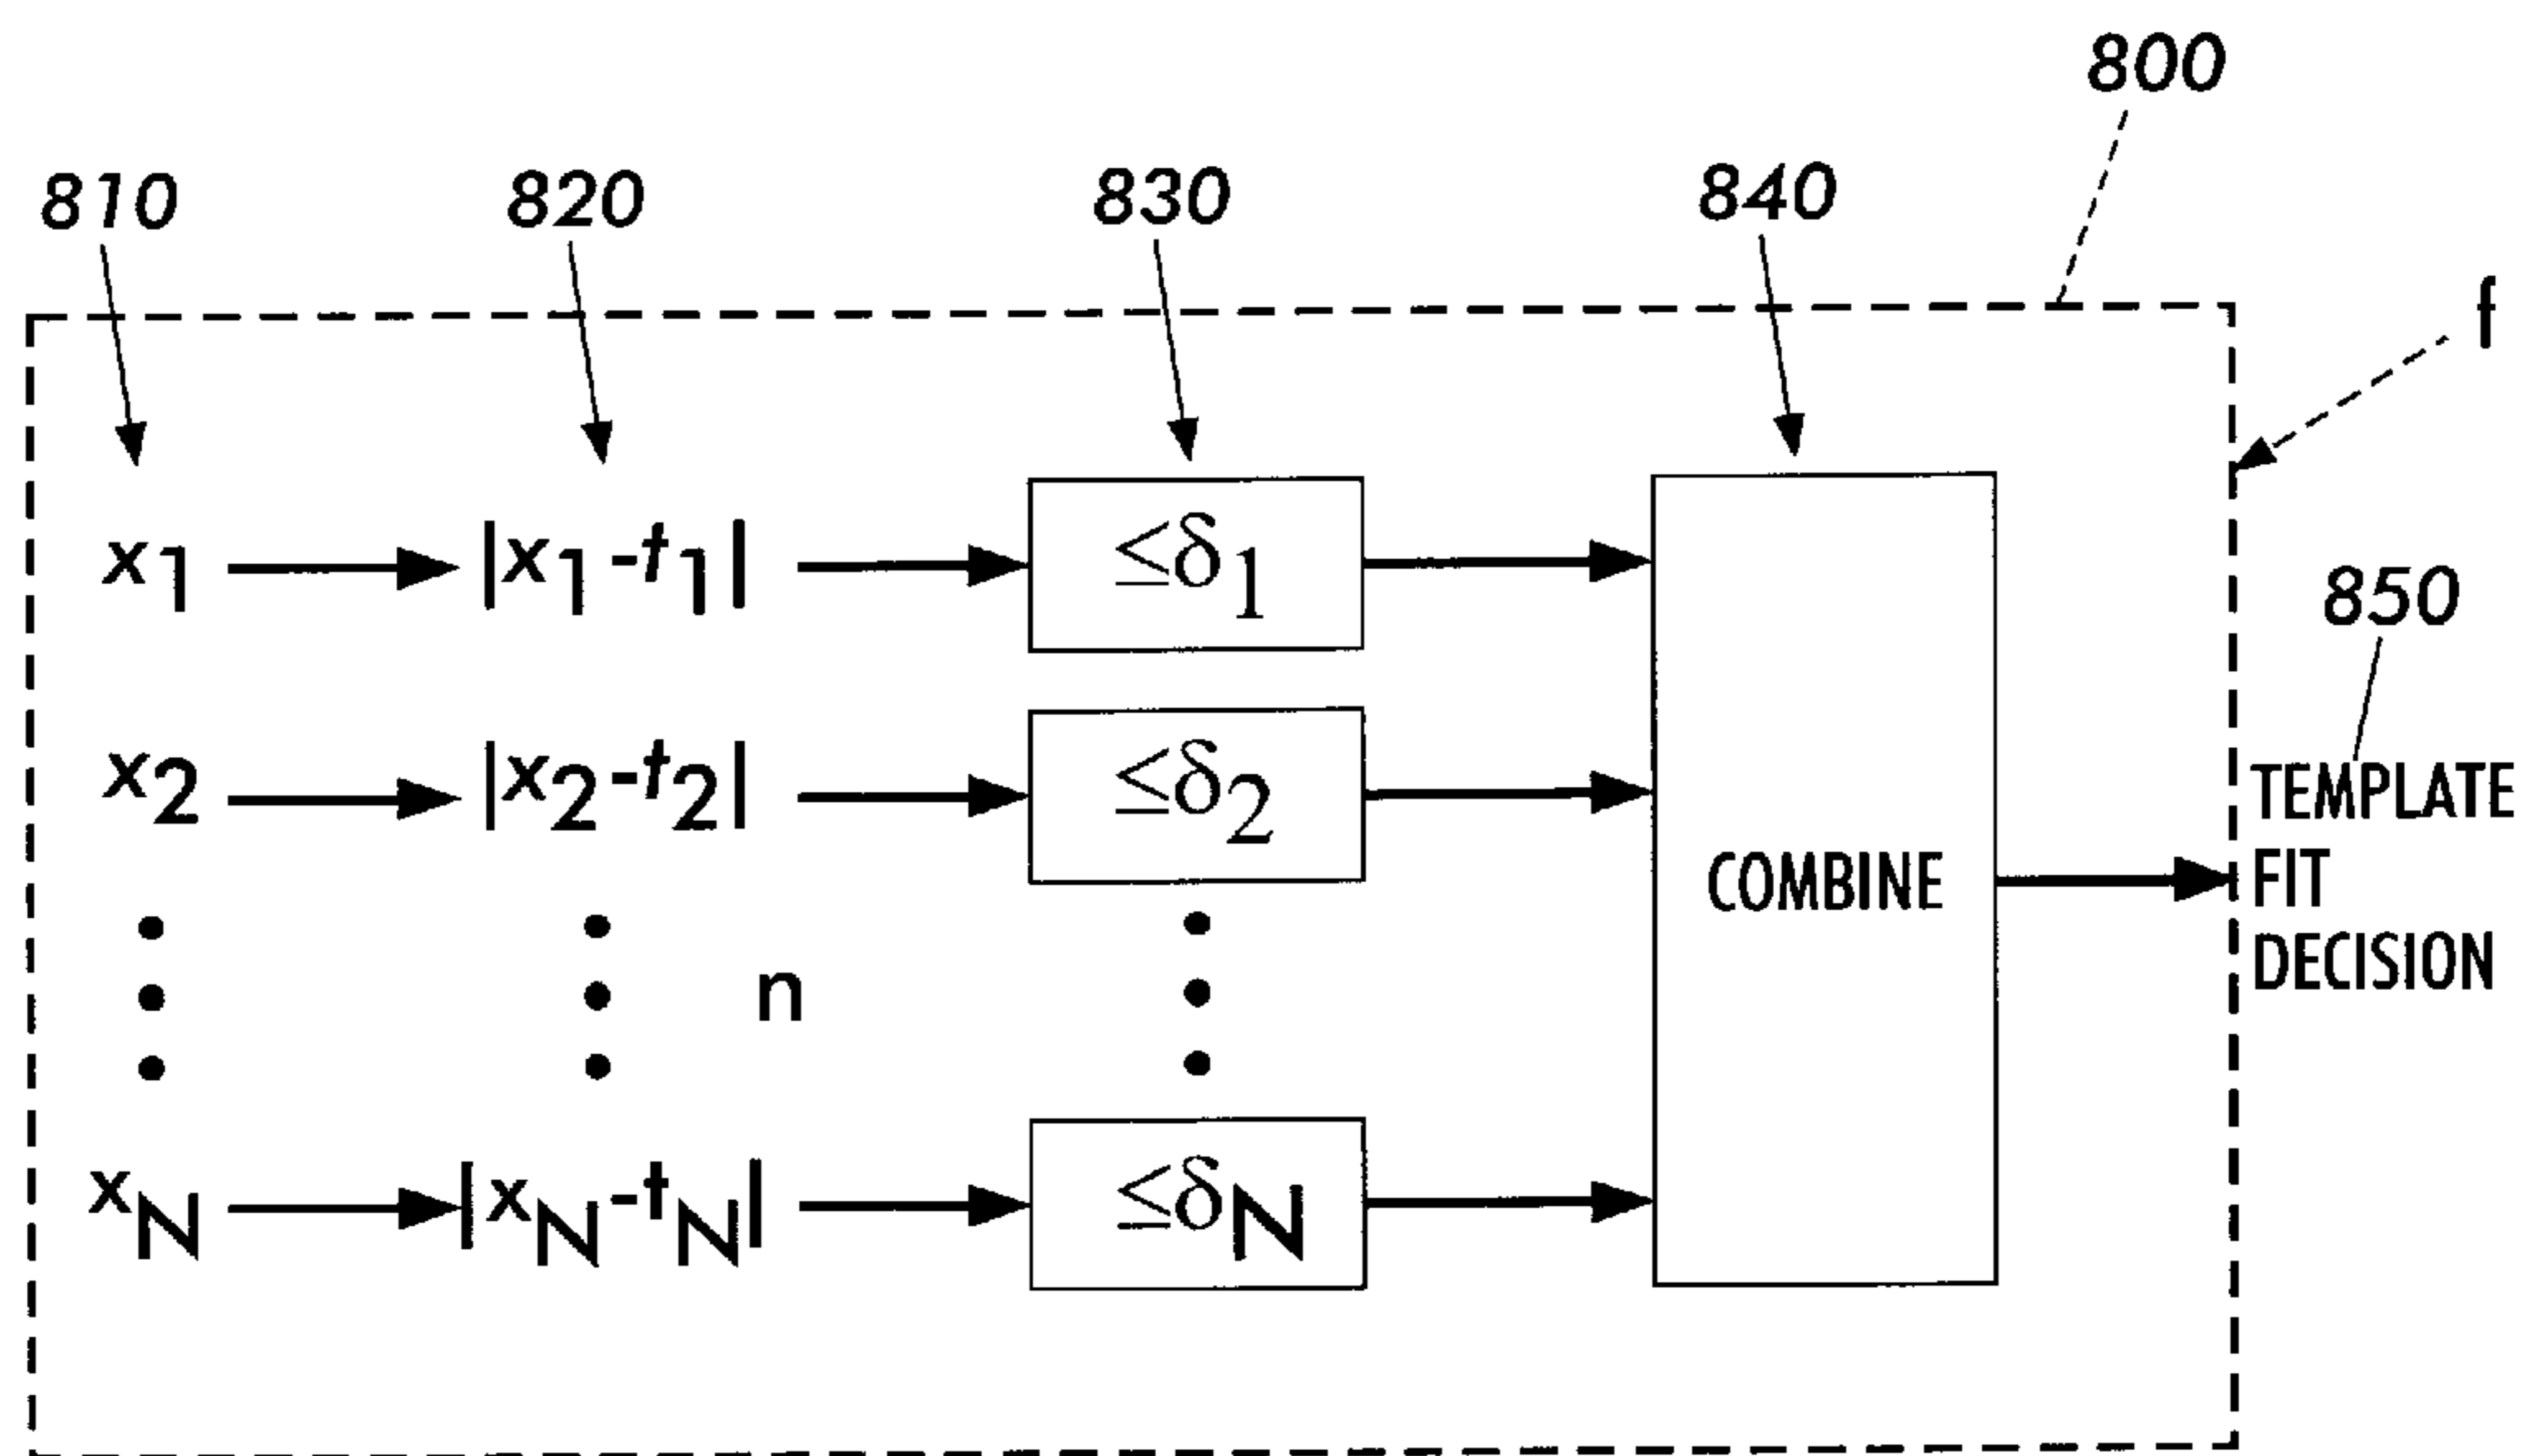 800
810 820 830 840
f
x1 |x1-t1| ≤δ1
850
x2 |x2-t2| ≤δ2
TEMPLATE
COMBINE
FIT
DECISION
n
xN |xN-tN| ≤δN